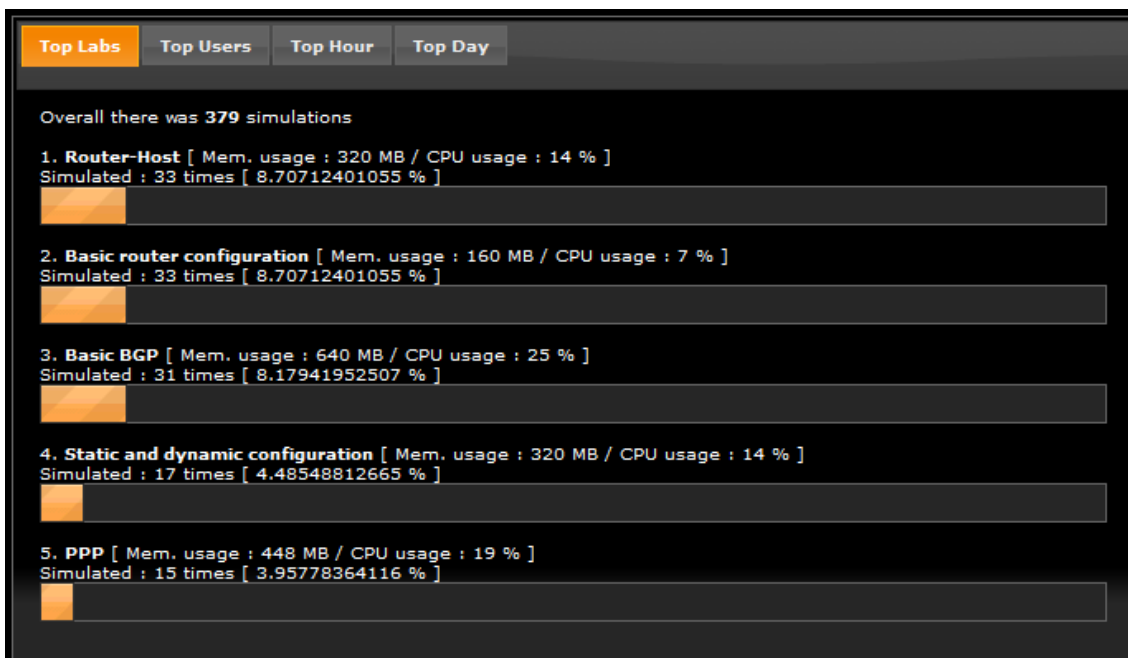 Top Labs Top Users Top Hour Top Day
Overall there was 379 simulations
1. Router-Host [ Mem. usage : 320 MB / CPU usage : 14 % ]
Simulated : 33 times [ 8.70712401055 % ]
2. Basic router configuration [ Mem. usage : 160 MB / CPU usage : 7 % ]
Simulated : 33 times [ 8.70712401055 % ]
3. Basic BGP [ Mem. usage : 640 MB / CPU usage : 25 % ]
Simulated : 31 times [ 8.17941952507 % ]
4. Static and dynamic configuration [ Mem. usage : 320 MB / CPU usage : 14 % ]
Simulated : 17 times [ 4.48548812665 % ]
5. PPP [ Mem. usage : 448 MB / CPU usage : 19 % ]
Simulated : 15 times [ 3.95778364116 % ]